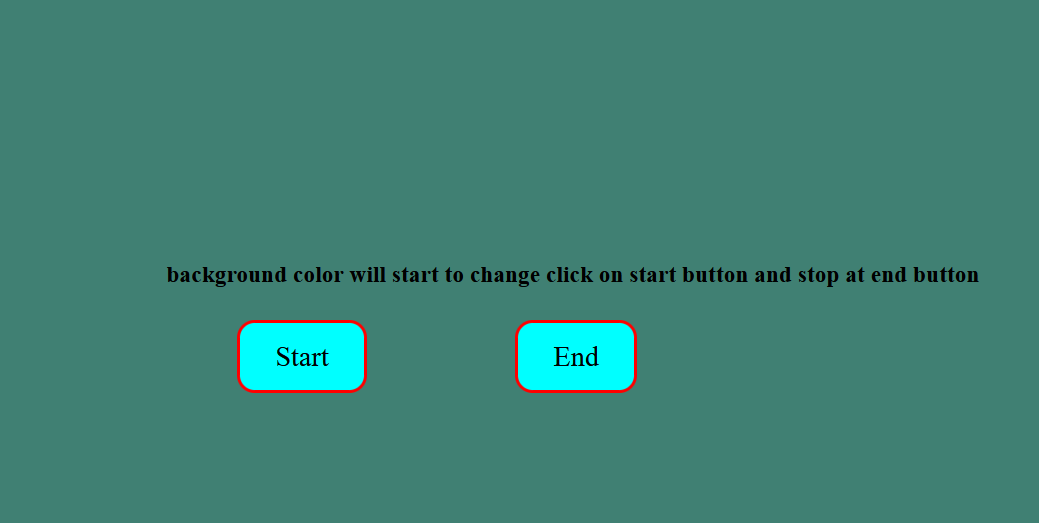 background color will start to change click on start button and stop at end button
Start
End